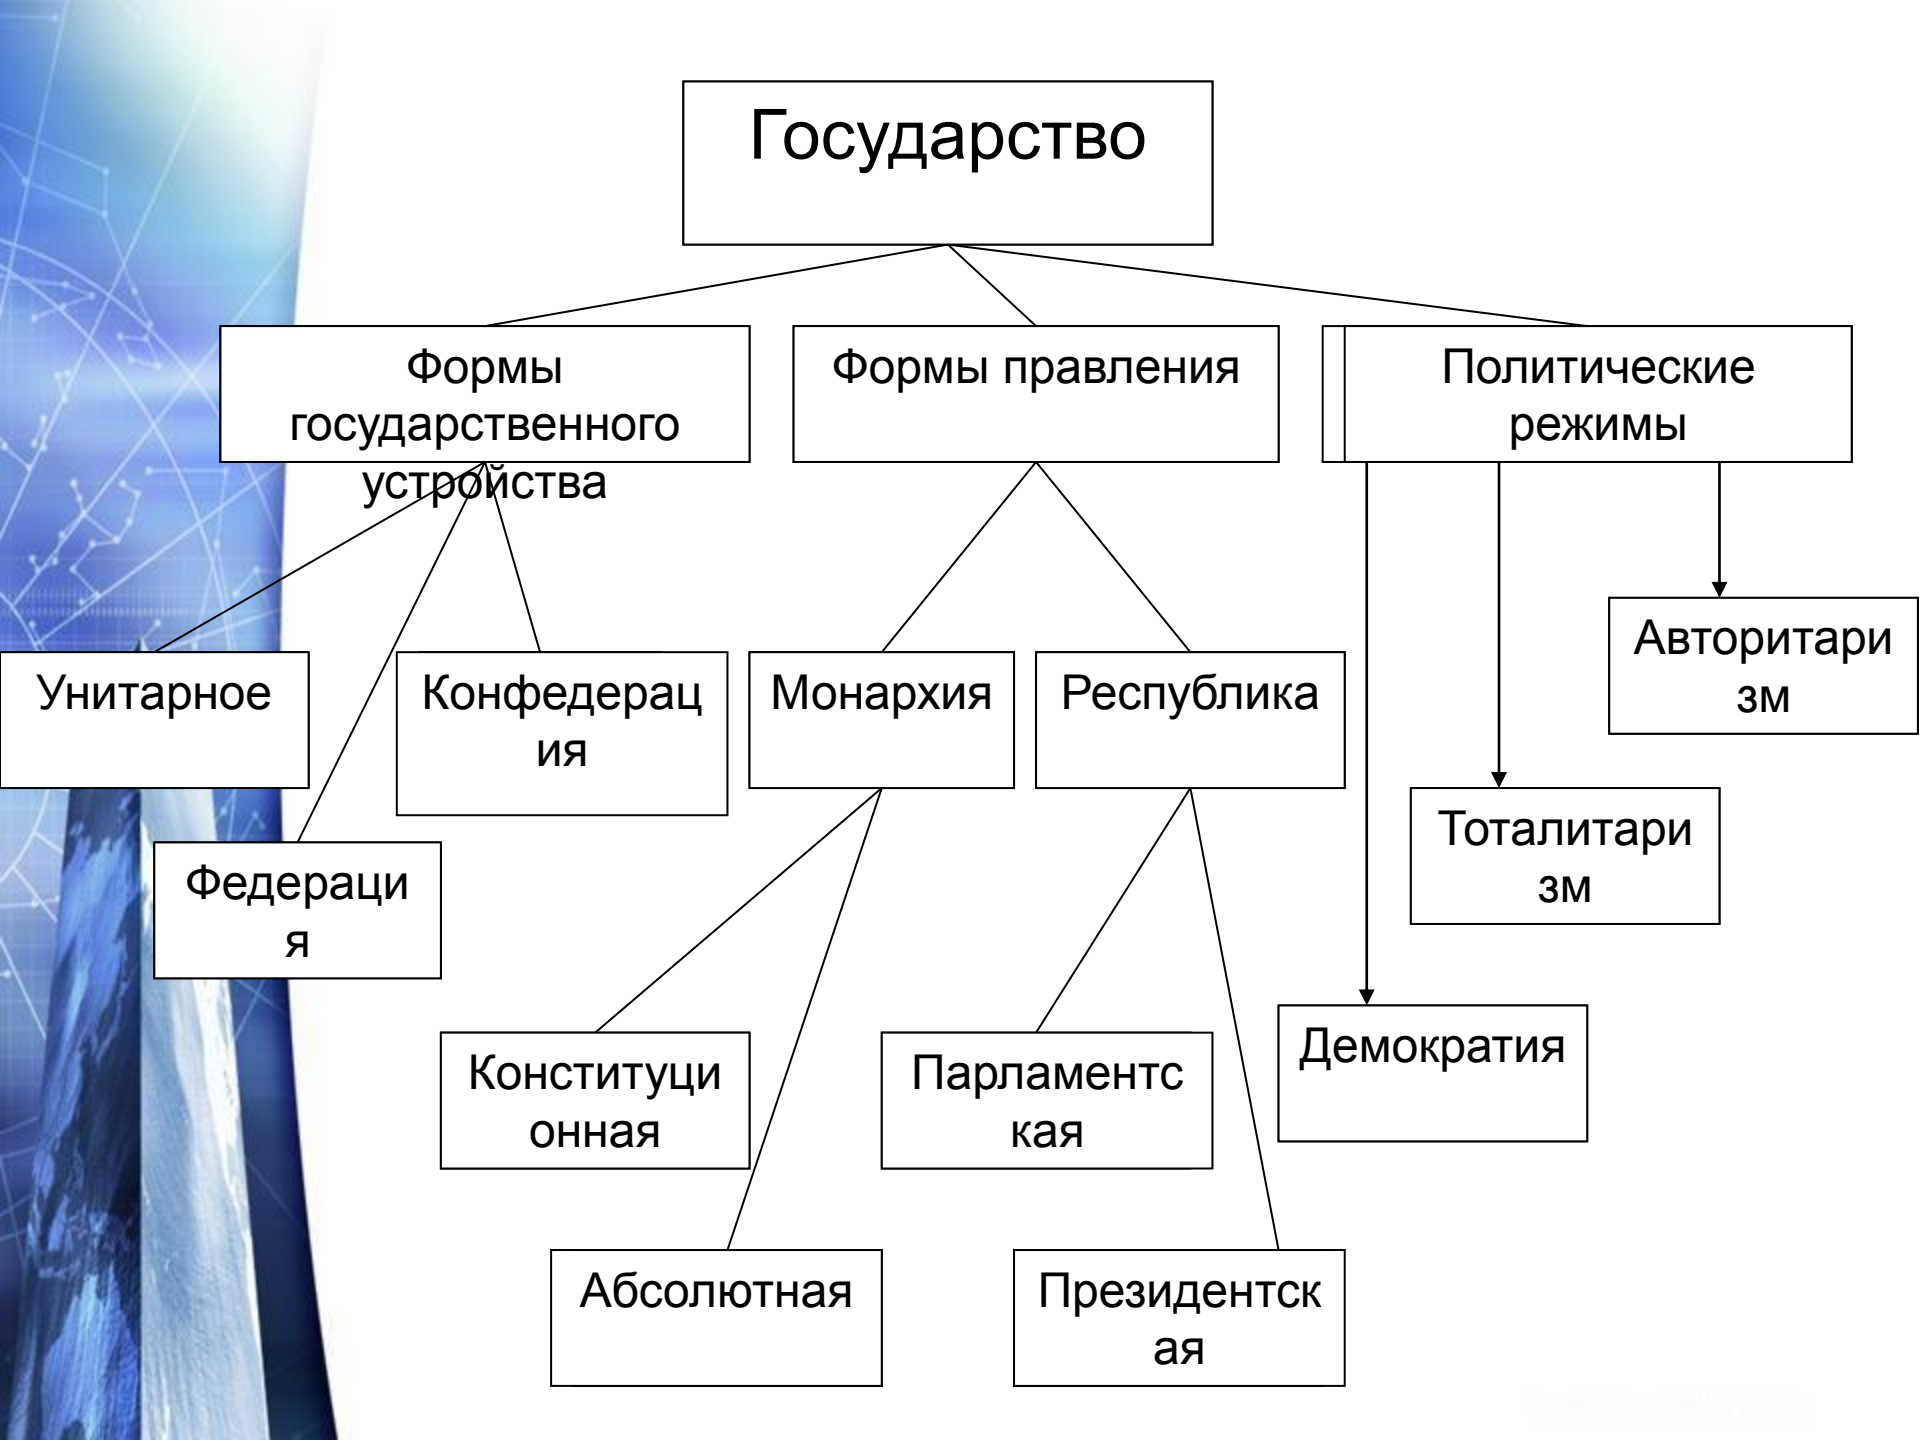 Государство
Формы
государственного
устройства
Формы правления
Политические
режимы
Унитарное
Конфедерац
ия
Монархия
Республика
Авторитари
зм
Тоталитари
зм
Федераци
я
Конституци
онная
Парламентс
кая
Демократия
Абсолютная
Президентск
ая